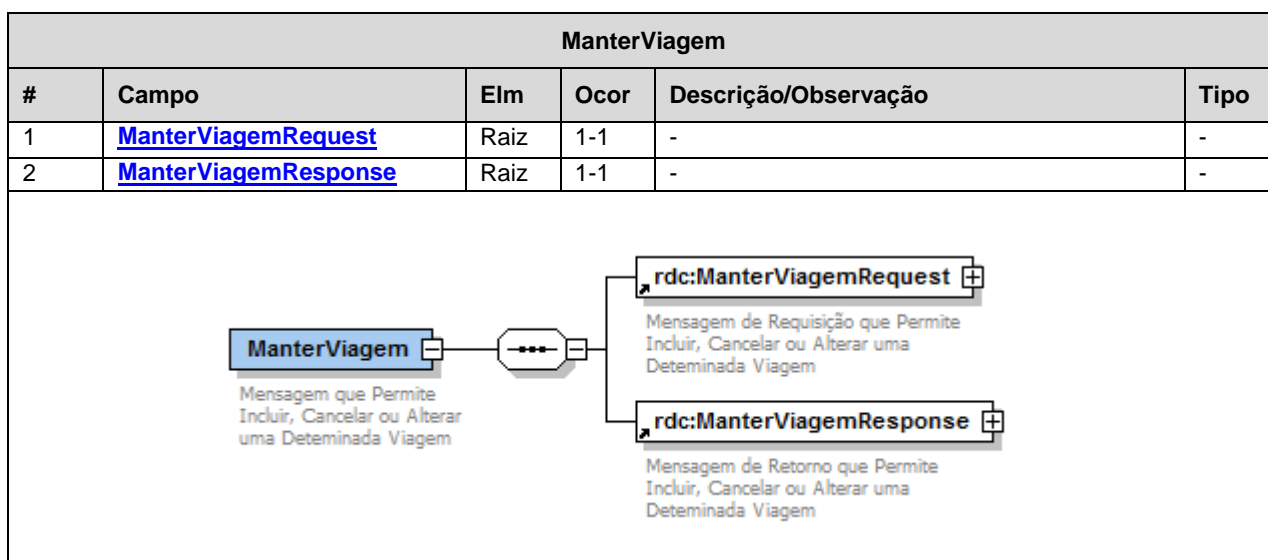 ManterViagem
# Campo Elm Ocor Descrição/Observação Tipo
1 ManterViagemRequest Raiz 1-1 - -
2 ManterViagemResponse Raiz 1-1 - -
rdc:ManterViagemRequest
Mensagem de Requisição que Permite
Incluir, Cancelar ou Alterar uma
Deteminada Viagem
ManterViagem
Mensagem que Permite
Incluir, Cancelar ou Alterar
uma Deteminada Viagem
rdc:ManterViagemResponse
Mensagem de Retorno que Permite
Incluir, Cancelar ou Alterar uma
Deteminada Viagem